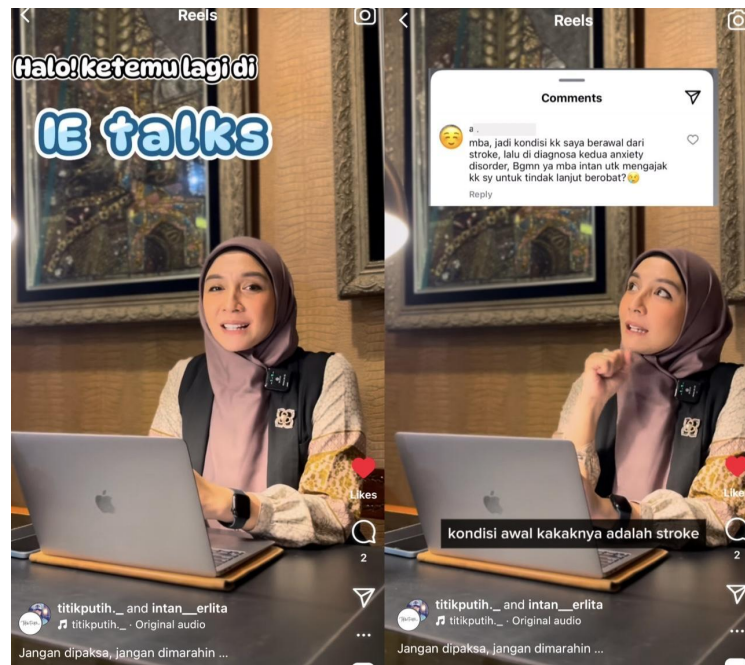 Reels
Halo! ketemu lagi di
IE talks
Likes
2
titikputih._ and intan__erlita
titikputih._ · Original audio
Jangan dipaksa, jangan dimarahin ...
Reels
Comments
a .
mba, jadi kondisi kk saya berawal dari
stroke, lalu di diagnosa kedua anxiety
disorder, Bgmn ya mba intan utk mengajak
kk sy untuk tindak lanjut berobat?😢
Reply
kondisi awal kakaknya adalah stroke
Like
2
titikputih._ and intan__erlita
titikputih._ · Original audio
Jangan dipaksa, jangan dimarahin ...